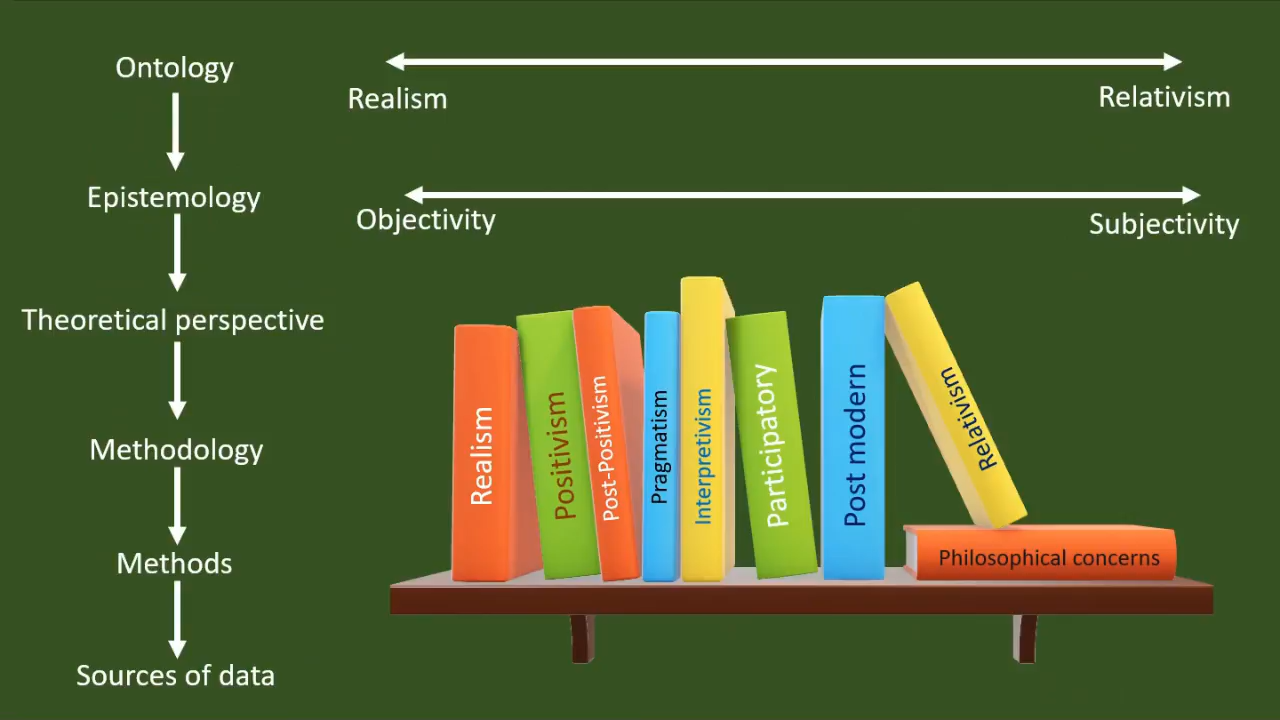 Ontology
Realism
Relativism
Epistemology
Objectivity
Subjectivity
Theoretical perspective
Methodology
Methods
Sources of data
Realism
Positivism
Post-Positivism
Pragmatism
Interpretivism
Participatory
Post modern
Relativism
Philosophical concerns